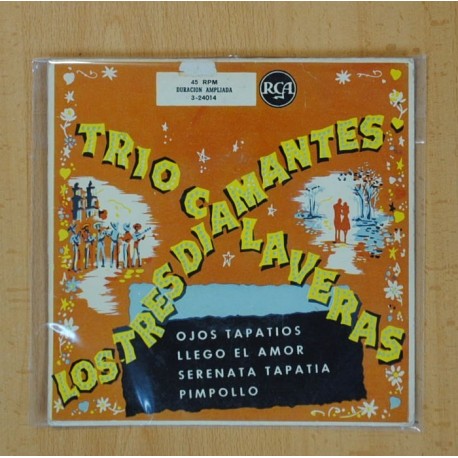 45 RPM
DURACION AMPLIADA
3-24014
RCA
TRIO CALAVERAS
LOS TRES DIAMANTES
OJOS TAPATIOS
LLEGO EL AMOR
SERENATA TAPATIA
PIMPOLLO